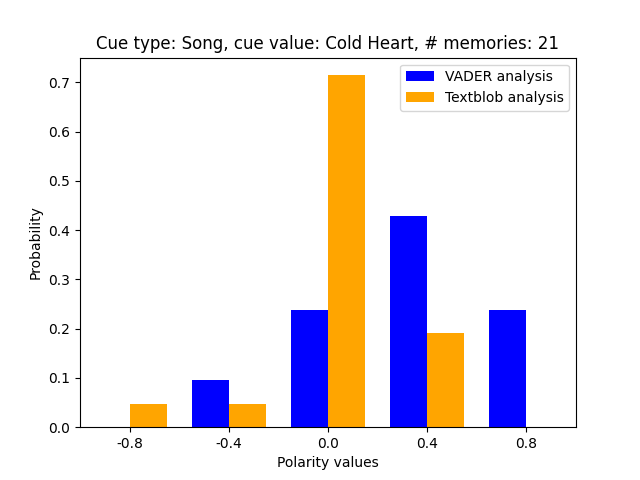 Cue type: Song, cue value: Cold Heart, # memories: 21
VADER analysis
Textblob analysis
0.7
0.6
0.5
0.4
0.3
0.2
0.1
0.0
Probability
-0.8 -0.4 0.0 0.4 0.8
Polarity values